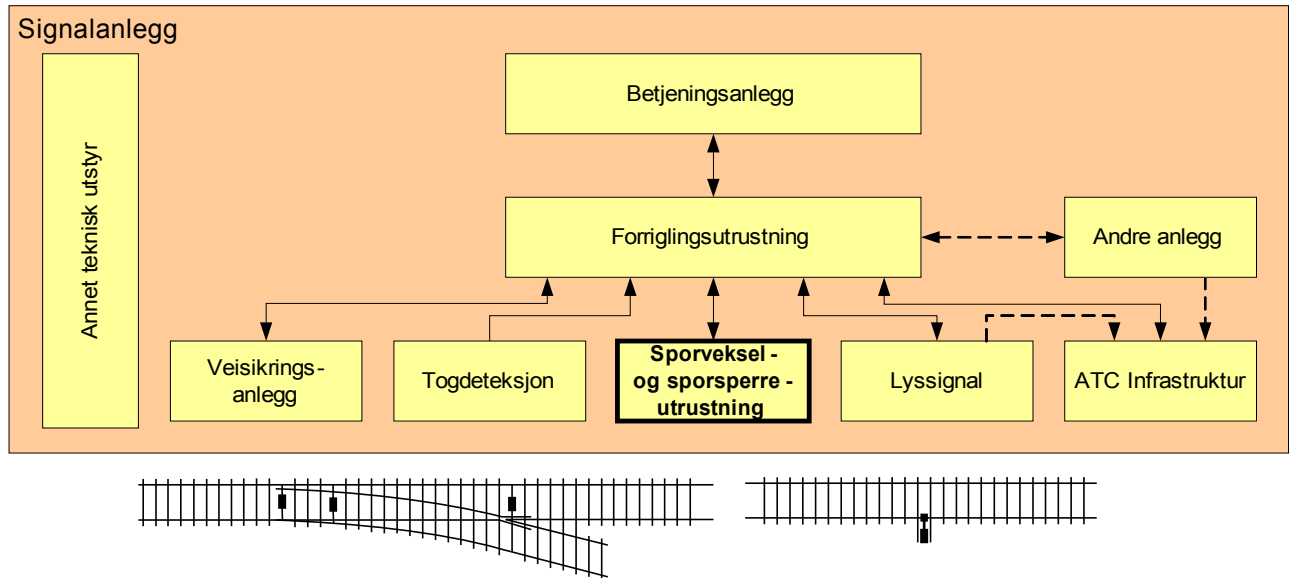 Signalanlegg
Annet teknisk utstyr
Betjeningsanlegg
Forriglingsutrustning
Andre anlegg
Veisikrings-
anlegg
Togdeteksjon
Sporveksel -
og sporsperre -
utrustning
Lyssignal
ATC Infrastruktur